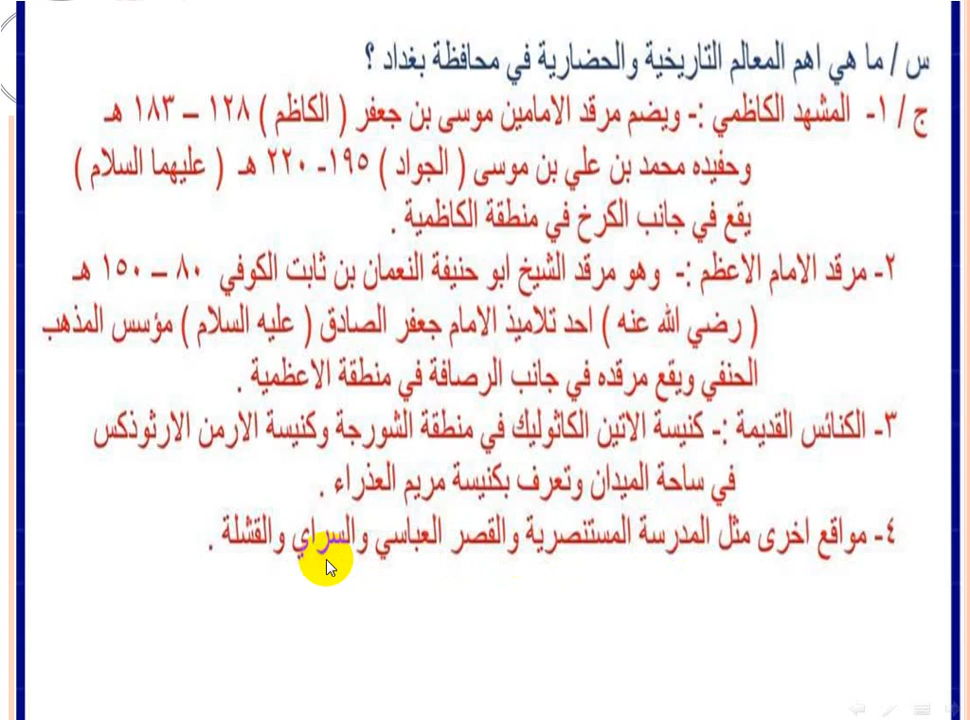 س / ما هي اهم المعالم التاريخية والحضارية في محافظة بغداد ؟
ج / ١- المشهد الكاظمي :- ويضم مرقد الامامين موسى بن جعفر ( الكاظم ) ١٢٨ – ١٨٣ هـ
وحفيده محمد بن علي بن موسى ( الجواد ) ١٩٥- ٢٢٠ هـ ( عليهما السلام )
يقع في جانب الكرخ في منطقة الكاظمية .
٢- مرقد الامام الاعظم :- وهو مرقد الشيخ ابو حنيفة النعمان بن ثابت الكوفي ٨٠ – ١٥٠ هـ
( رضي الله عنه ) احد تلاميذ الامام جعفر الصادق ( عليه السلام ) مؤسس المذهب
الحنفي ويقع مرقده في جانب الرصافة في منطقة الاعظمية .
٣- الكنائس القديمة :- كنيسة الاتين الكاثوليك في منطقة الشورجة وكنيسة الارمن الارثوذكس
في ساحة الميدان وتعرف بكنيسة مريم العذراء .
٤- مواقع اخرى مثل المدرسة المستنصرية والقصر العباسي والسراي والقشلة .